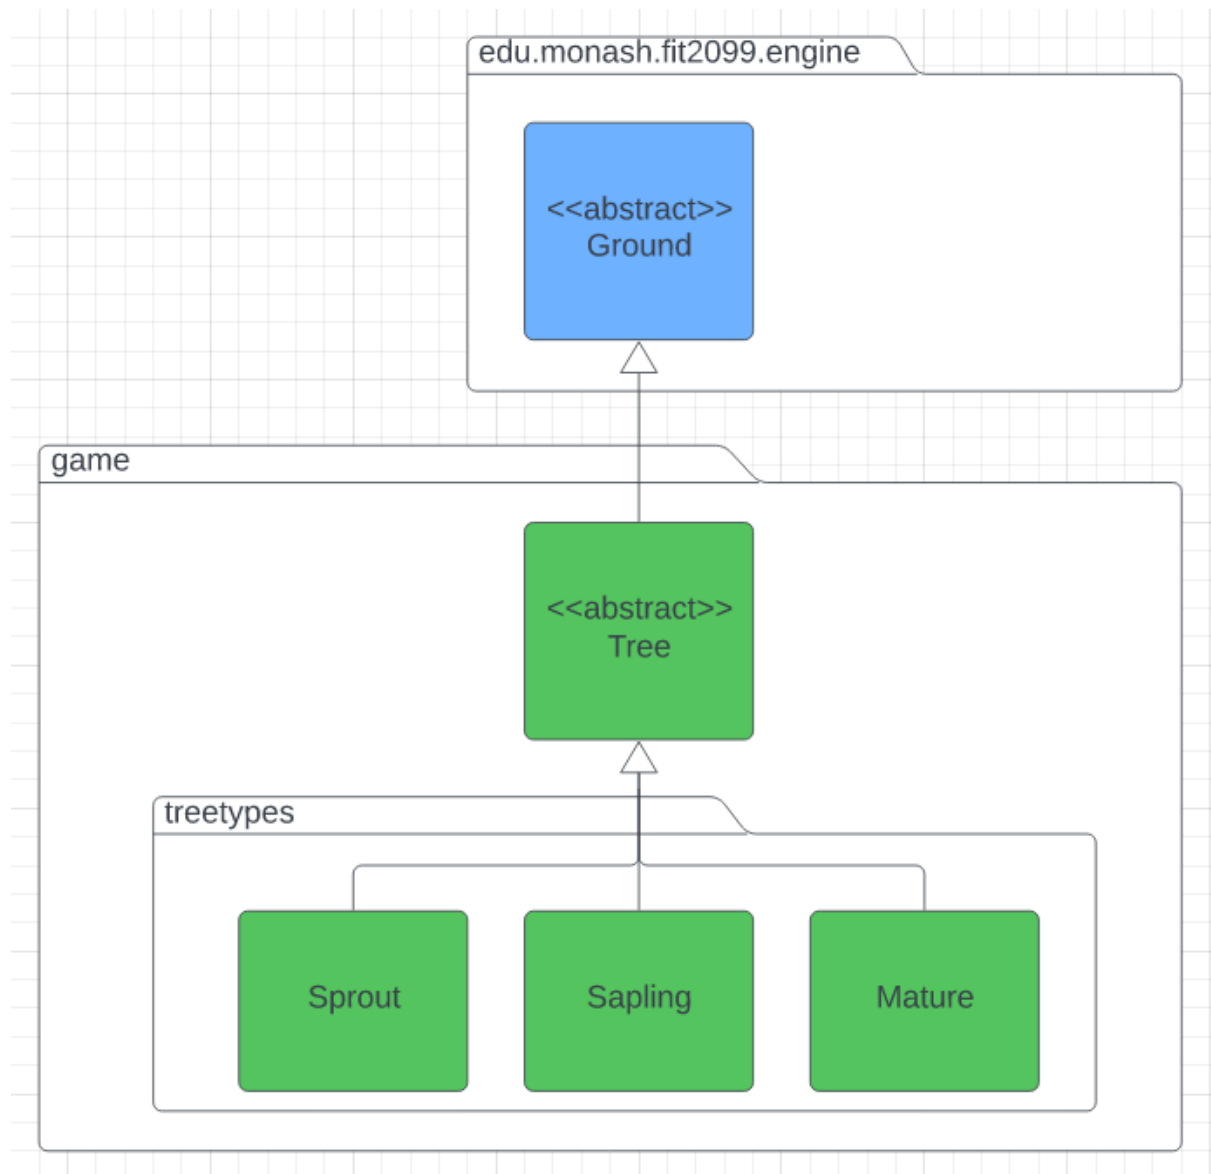 edu.monash.fit2099.engine
<<abstract>>
Ground
game
<<abstract>>
Tree
treetypes
Sprout
Sapling
Mature